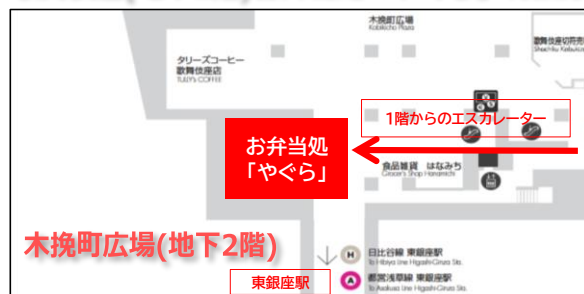 木挽町広場
Kobikicho Plaza
歌舞伎座切符売
タリーズコーヒー
歌舞伎座店
TULLY's COFFEE
1階からのエスカレーター
お弁当処
「やぐら」
食品雑貨 はなみち
Grocer's Shop Hanamichi
木挽町広場(地下2階)
H 日比谷線 東銀座駅
To Hibiya Line Higashi-Ginza Sta.
東銀座駅
A 都営浅草線 東銀座駅
To Asakusa Line Higashi-Ginza Sta.